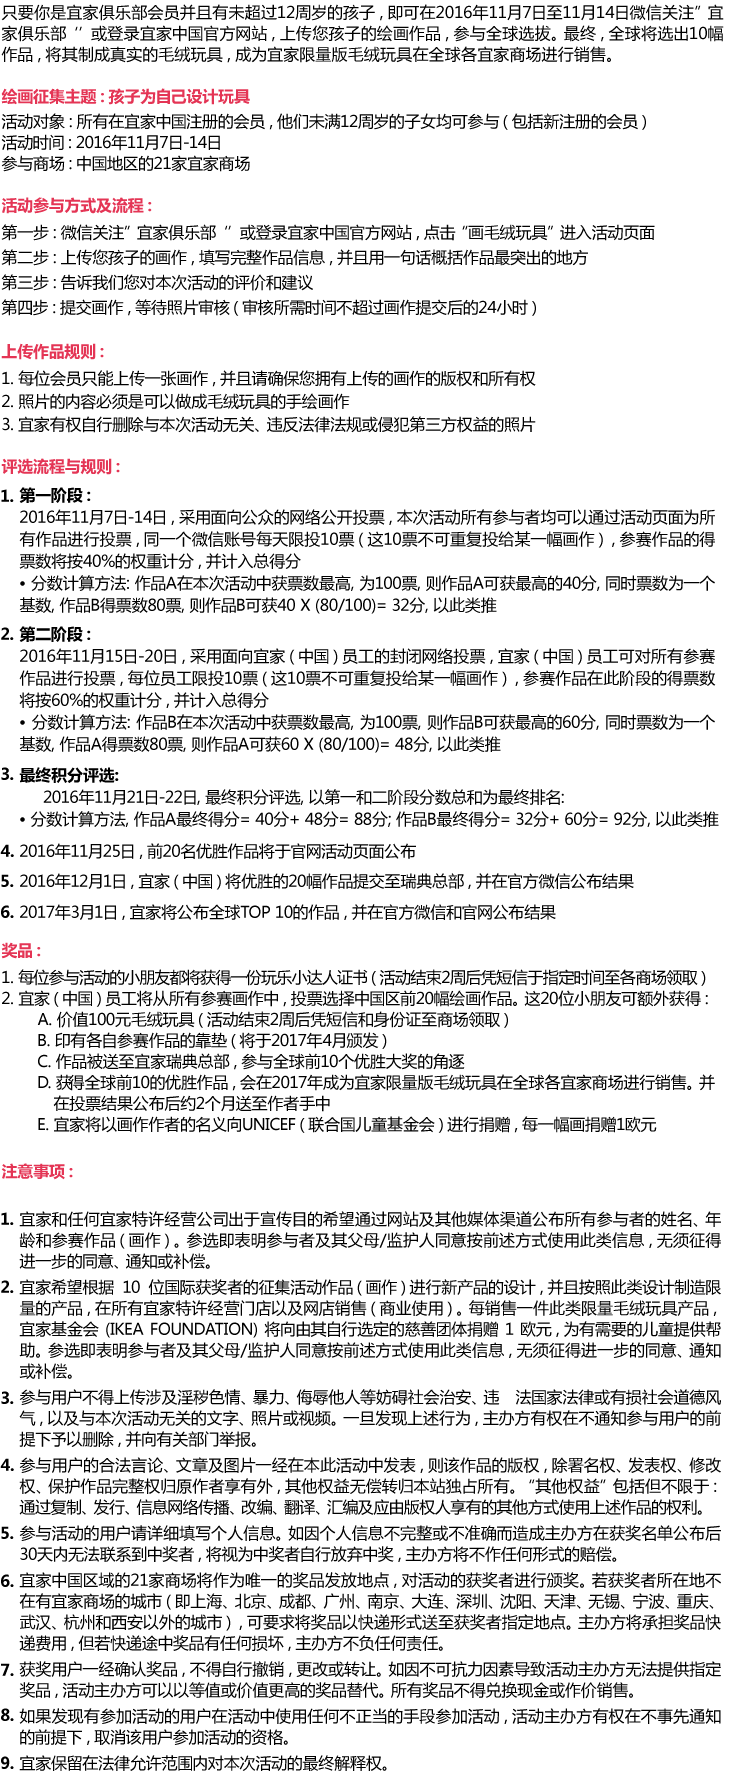 只要你是宜家俱乐部会员并且有未超过12周岁的孩子，即可在2016年11月7日至11月14日微信关注”宜
家俱乐部‘’或登录宜家中国官方网站，上传您孩子的绘画作品，参与全球选拔。最终，全球将选出10幅
作品，将其制成真实的毛绒玩具，成为宜家限量版毛绒玩具在全球各宜家商场进行销售。
绘画征集主题：孩子为自己设计玩具
活动对象：所有在宜家中国注册的会员，他们未满12周岁的子女均可参与（包括新注册的会员）
活动时间：2016年11月7日-14日
参与商场：中国地区的21家宜家商场
活动参与方式及流程：
第一步：微信关注”宜家俱乐部“或登录宜家中国官方网站，点击“画毛绒玩具”进入活动页面
第二步：上传您孩子的画作，填写完整作品信息，并且用一句话概括作品最突出的地方
第三步：告诉我们您对本次活动的评价和建议
第四步：提交画作，等待照片审核（审核所需时间不超过画作提交后的24小时）
上传作品规则：
1. 每位会员只能上传一张画作，并且请确保您拥有上传的画作的版权和所有权
2. 照片的内容必须是可以做成毛绒玩具的手绘画作
3. 宜家有权自行删除与本次活动无关、违反法律法规或侵犯第三方权益的照片
评选流程与规则：
1. 第一阶段：
2016年11月7日-14日，采用面向公众的网络公开投票，本次活动所有参与者均可以通过活动页面为所
有作品进行投票，同一个微信账号每天限投10票（这10票不可重复投给某一幅画作），参赛作品的得
票数将按40%的权重计分，并计入总得分
• 分数计算方法: 作品A在本次活动中获票数最高, 为100票, 则作品A可获最高的40分, 同时票数为一个
基数, 作品B得票数80票, 则作品B可获40 X (80/100)= 32分, 以此类推
2. 第二阶段：
2016年11月15日-20日，采用面向宜家（中国）员工的封闭网络投票，宜家（中国）员工可对所有参赛
作品进行投票，每位员工限投10票（这10票不可重复投给某一幅画作），参赛作品在此阶段的得票数
将按60%的权重计分，并计入总得分
• 分数计算方法: 作品B在本次活动中获票数最高, 为100票, 则作品B可获最高的60分, 同时票数为一个
基数, 作品A得票数80票, 则作品A可获60 X (80/100)= 48分, 以此类推
3. 最终积分评选:
2016年11月21日-22日, 最终积分评选, 以第一和二阶段分数总和为最终排名:
• 分数计算方法, 作品A最终得分= 40分+ 48分= 88分; 作品B最终得分= 32分+ 60分= 92分, 以此类推
4. 2016年11月25日，前20名优胜作品将于官网活动页面公布
5. 2016年12月1日，宜家（中国）将优胜的20幅作品提交至瑞典总部，并在官方微信公布结果
6. 2017年3月1日，宜家将公布全球TOP 10的作品，并在官方微信和官网公布结果
奖品：
1. 每位参与活动的小朋友都将获得一份玩乐小达人证书（活动结束2周后凭短信于指定时间至各商场领取）
2. 宜家（中国）员工将从所有参赛画作中，投票选择中国区前20幅绘画作品。这20位小朋友可额外获得：
A. 价值100元毛绒玩具（活动结束2周后凭短信和身份证至商场领取）
B. 印有各自参赛作品的靠垫（将于2017年4月颁发）
C. 作品被送至宜家瑞典总部，参与全球前10个优胜大奖的角逐
D. 获得全球前10的优胜作品，会在2017年成为宜家限量版毛绒玩具在全球各宜家商场进行销售。并
在投票结果公布后约2个月送至作者手中
E. 宜家将以画作作者的名义向UNICEF（联合国儿童基金会）进行捐赠，每一幅画捐赠1欧元
注意事项：
1. 宜家和任何宜家特许经营公司出于宣传目的希望通过网站及其他媒体渠道公布所有参与者的姓名、年
龄和参赛作品（画作）。参选即表明参与者及其父母/监护人同意按前述方式使用此类信息，无须征得
进一步的同意、通知或补偿。
2. 宜家希望根据 10 位国际获奖者的征集活动作品（画作）进行新产品的设计，并且按照此类设计制造限
量的产品，在所有宜家特许经营门店以及网店销售（商业使用）。每销售一件此类限量毛绒玩具产品，
宜家基金会 (IKEA FOUNDATION) 将向由其自行选定的慈善团体捐赠 1 欧元，为有需要的儿童提供帮
助。参选即表明参与者及其父母/监护人同意按前述方式使用此类信息，无须征得进一步的同意、通知
或补偿。
3. 参与用户不得上传涉及淫秽色情、暴力、侮辱他人等妨碍社会治安、违 法国家法律或有损社会道德风
气，以及与本次活动无关的文字、照片或视频。一旦发现上述行为，主办方有权在不通知参与用户的前
提下予以删除，并向有关部门举报。
4. 参与用户的合法言论、文章及图片一经在本此活动中发表，则该作品的版权，除署名权、发表权、修改
权、保护作品完整权归原作者享有外，其他权益无偿转归本站独占所有。“其他权益”包括但不限于：
通过复制、发行、信息网络传播、改编、翻译、汇编及应由版权人享有的其他方式使用上述作品的权利。
5. 参与活动的用户请详细填写个人信息。如因个人信息不完整或不准确而造成主办方在获奖名单公布后
30天内无法联系到中奖者，将视为中奖者自行放弃中奖，主办方将不作任何形式的赔偿。
6. 宜家中国区域的21家商场将作为唯一的奖品发放地点，对活动的获奖者进行颁奖。若获奖者所在地不
在有宜家商场的城市（即上海、北京、成都、广州、南京、大连、深圳、沈阳、天津、无锡、宁波、重庆、
武汉、杭州和西安以外的城市），可要求将奖品以快递形式送至获奖者指定地点。主办方将承担奖品快
递费用，但若快递途中奖品有任何损坏，主办方不负任何责任。
7. 获奖用户一经确认奖品，不得自行撤销，更改或转让。如因不可抗力因素导致活动主办方无法提供指定
奖品，活动主办方可以以等值或价值更高的奖品替代。所有奖品不得兑换现金或作价销售。
8. 如果发现有参加活动的用户在活动中使用任何不正当的手段参加活动，活动主办方有权在不事先通知
的前提下，取消该用户参加活动的资格。
9. 宜家保留在法律允许范围内对本次活动的最终解释权。